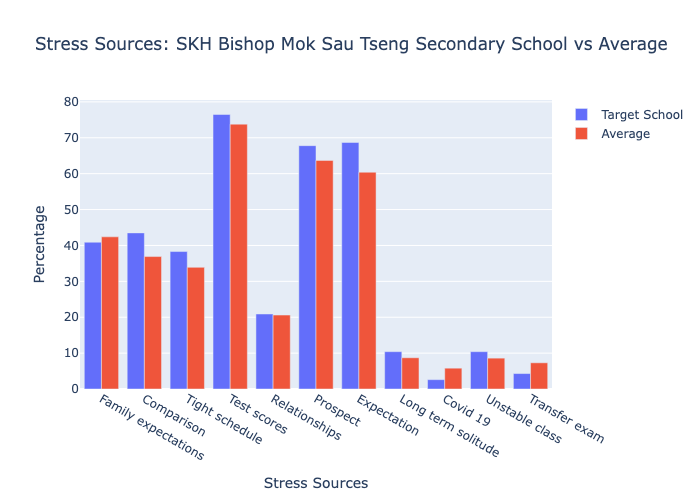 Stress Sources: SKH Bishop Mok Sau Tseng Secondary School vs Average
Target School
Average
Percentage
80
70
60
50
40
30
20
10
0
Family expectations
Comparison
Tight schedule
Test scores
Relationships
Prospect
Expectation
Long term solitude
Covid 19
Unstable class
Transfer exam
Stress Sources